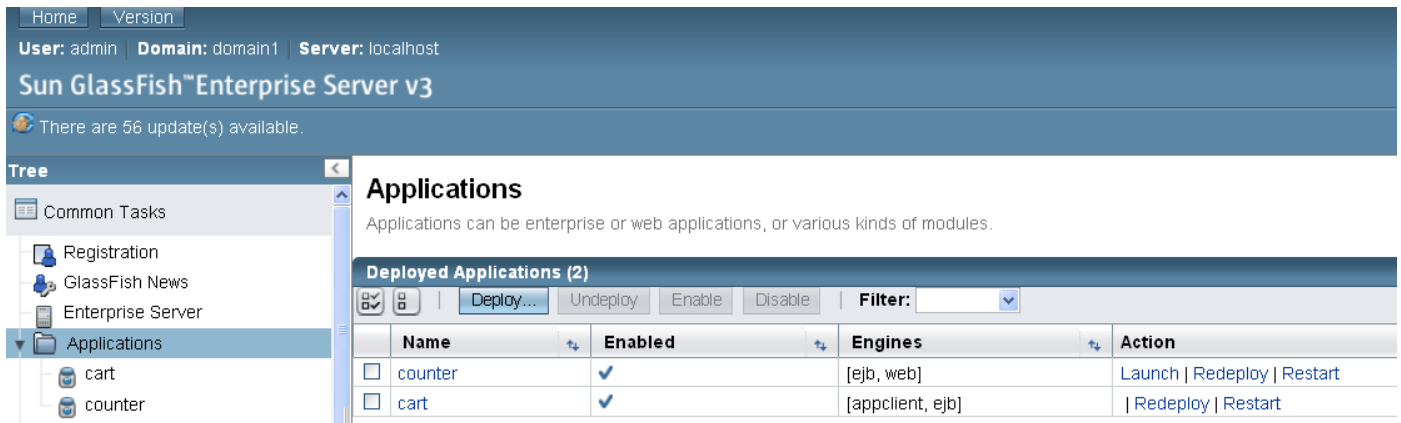 Home Version
User: admin | Domain: domain1 | Server: localhost
Sun GlassFish™ Enterprise Server v3
There are 56 update(s) available.
Tree
Common Tasks
Registration
GlassFish News
Enterprise Server
Applications
cart
counter
Applications
Applications can be enterprise or web applications, or various kinds of modules.
Deployed Applications (2)
Deploy... Undeploy Enable Disable | Filter:
Name Enabled Engines Action
counter [ejb, web] Launch | Redeploy | Restart
cart [appclient, ejb] | Redeploy | Restart